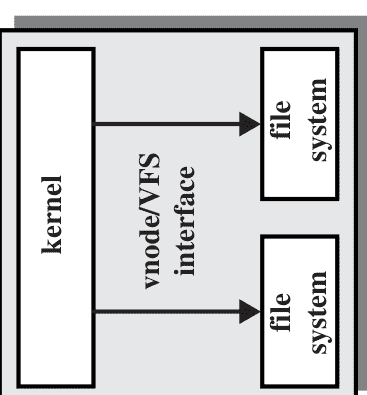 kernel
vnode/VFS
interface
file
system
file
system